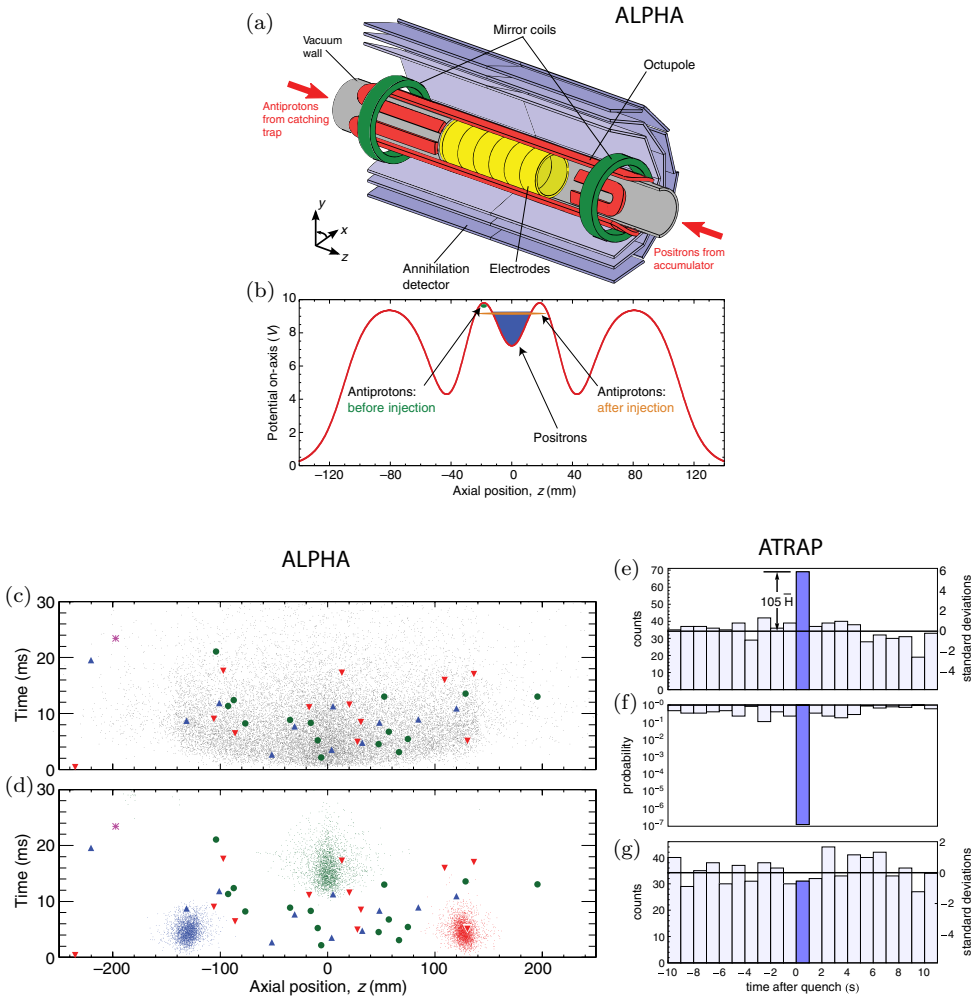 ALPHA
(a)
Mirror coils
Vacuum
wall
Octupole
Antiprotons
from catching
trap
y
x
z
Annihilation
detector
Electrodes
Positrons from
accumulator
(b)
Potential on-axis (V)
10
8
6
4
2
0
Antiprotons:
before injection
Antiprotons:
after injection
Positrons
−120 −80 −40 0 40 80 120
Axial position, z (mm)
ALPHA
(c)
Time (ms)
30
20
10
0
(d)
Time (ms)
30
20
10
0
−200 −100 0 100 200
Axial position, z (mm)
ATRAP
(e)
counts
70
60
50
40
30
20
10
0
105 H̅
6
4
2
0
−2
−4
standard deviations
(f)
probability
10⁻⁰
10⁻¹
10⁻²
10⁻³
10⁻⁴
10⁻⁵
10⁻⁶
10⁻⁷
(g)
counts
40
30
20
10
0
2
0
−2
−4
standard deviations
-10 −8 −6 −4 −2 0 2 4 6 8 10
time after quench (s)